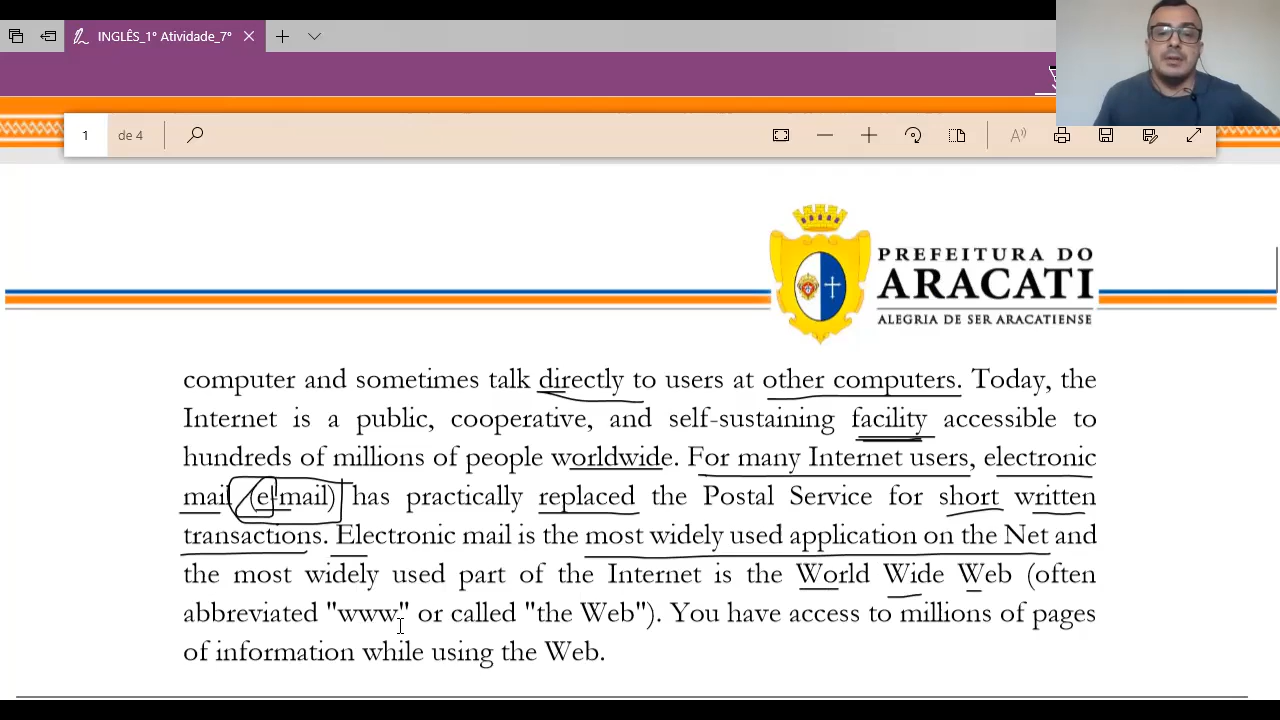 INGLÊS_1º Atividade_7º
1 de 4
PREFEITURA DO
ARACATI
ALEGRIA DE SER ARACATIENSE
computer and sometimes talk directly to users at other computers. Today, the
Internet is a public, cooperative, and self-sustaining facility accessible to
hundreds of millions of people worldwide. For many Internet users, electronic
mail (e-mail) has practically replaced the Postal Service for short written
transactions. Electronic mail is the most widely used application on the Net and
the most widely used part of the Internet is the World Wide Web (often
abbreviated "www" or called "the Web"). You have access to millions of pages
of information while using the Web.